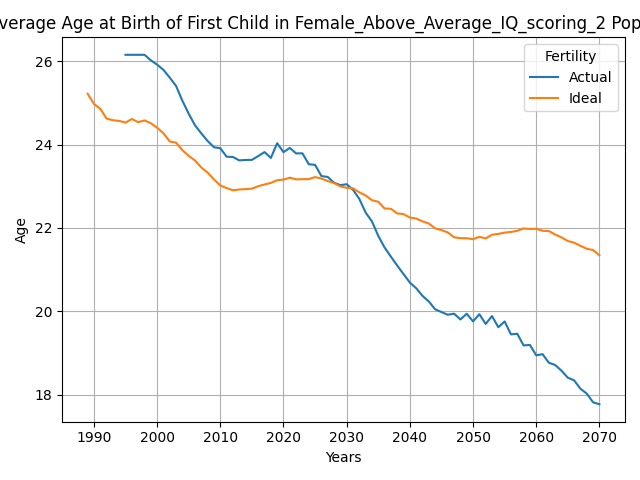 verage Age at Birth of First Child in Female_Above_Average_IQ_scoring_2 Pop
Fertility
Actual
Ideal
Age
26
24
22
20
18
1990 2000 2010 2020 2030 2040 2050 2060 2070
Years